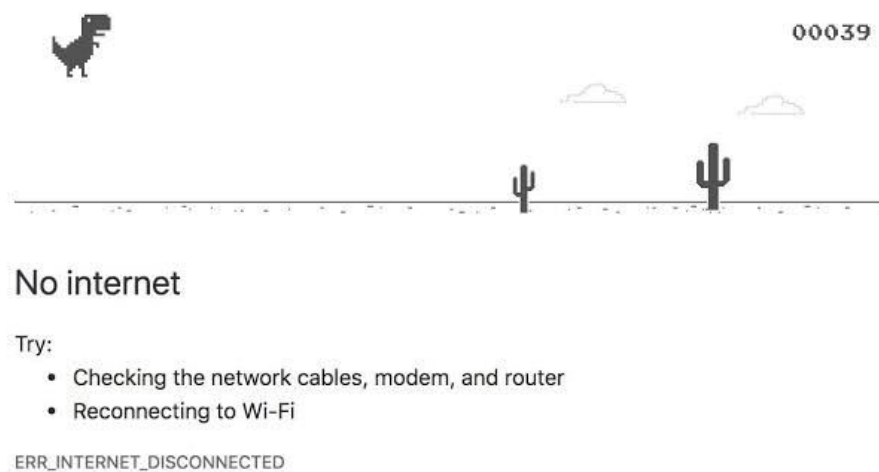 00039
No internet
Try:
• Checking the network cables, modem, and router
• Reconnecting to Wi-Fi
ERR_INTERNET_DISCONNECTED